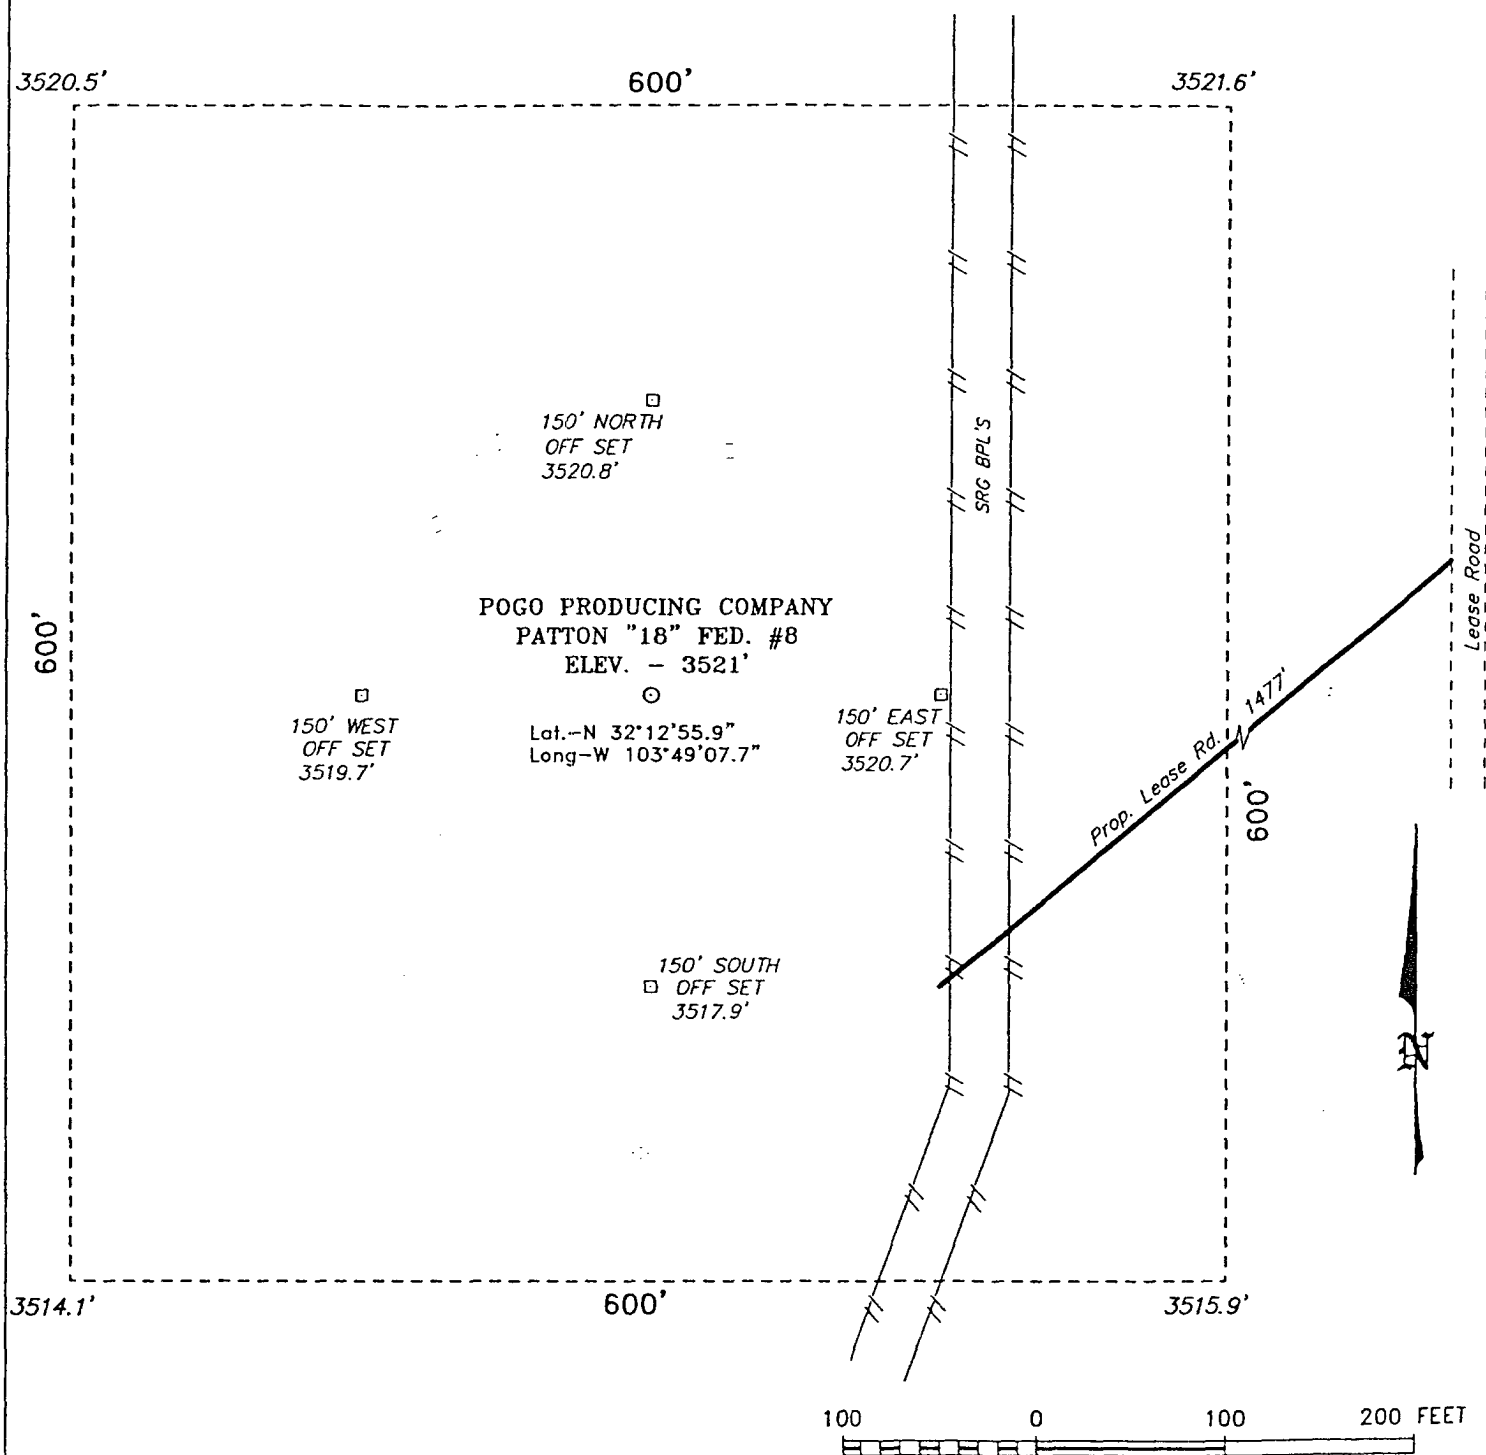 3520.5'
600'
3521.6'
150' NORTH
OFF SET
3520.8'
SRG BPL'S
Lease Road
POGO PRODUCING COMPANY
PATTON "18" FED. #8
ELEV. - 3521'
600'
150' WEST
OFF SET
3519.7'
Lat.-N 32°12'55.9"
Long-W 103°49'07.7"
150' EAST
OFF SET
3520.7'
Prop. Lease Rd. 1477'
600'
150' SOUTH
OFF SET
3517.9'
N
3514.1'
600'
3515.9'
100 0 100 200 FEET